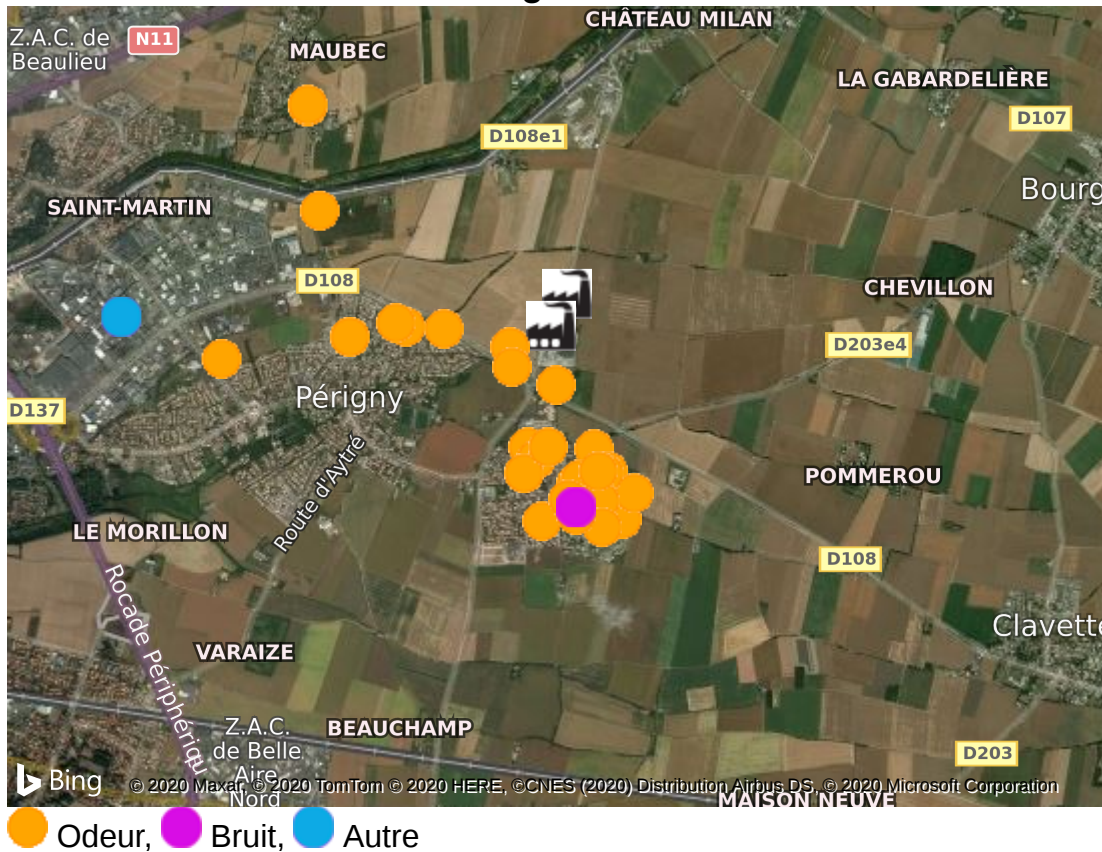 CHÂTEAU MILAN
Z.A.C. de
Beaulieu
N11
MAUBEC
LA GABARDELIÈRE
D107
D108e1
Bourg
SAINT-MARTIN
D108
CHEVILLON
D203e4
D137
Périgny
Route d'Aytré
POMMEROU
LE MORILLON
D108
Rocade Périphériqu
Clavette
VARAIZE
Z.A.C.
de Belle
Aire
Nord
BEAUCHAMP
D203
Bing
© 2020 Maxar, © 2020 TomTom © 2020 HERE, ©CNES (2020) Distribution Airbus DS, © 2020 Microsoft Corporation
MAISON NEUVE
Odeur, Bruit, Autre